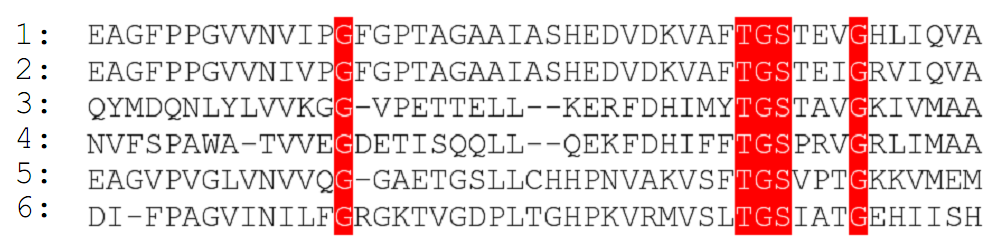 1: EAGFPPGVVNVIPGFGPTAGAAIASHEDVDKVAFTGSTEVGHLIQVA
2: EAGFPPGVVNIVPGFGPTAGAAIASHEDVDKVAFTGSTEIGRVIQVA
3: QYMDQNLYLVVKGG-VPETTELL--KERFDHIMYTGSTAVGKIVMAA
4: NVFSPAWA-TVVEGDETISQQLL--QEKFDHIFFTGSPRVGRLIMAA
5: EAGVPVGLVNVVQG-GAETGSLLCHHPNVAKVSFTGSVPTGKKVMEM
6: DI-FPAGVINILFGRGKTVGDPLTGHPKVRMVSLTGSIATGEHIISH